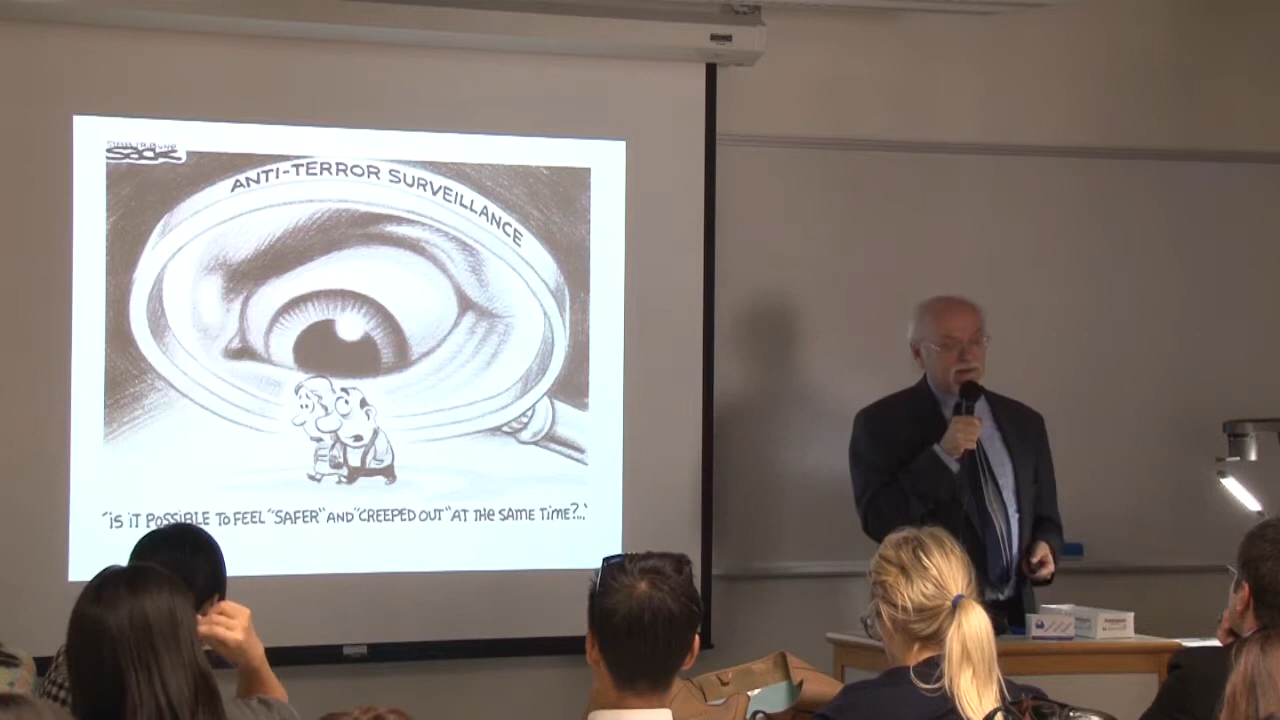 SACK
ANTI-TERROR SURVEILLANCE
"IS IT POSSIBLE TO FEEL "SAFER" AND "CREEPED OUT" AT THE SAME TIME?..'